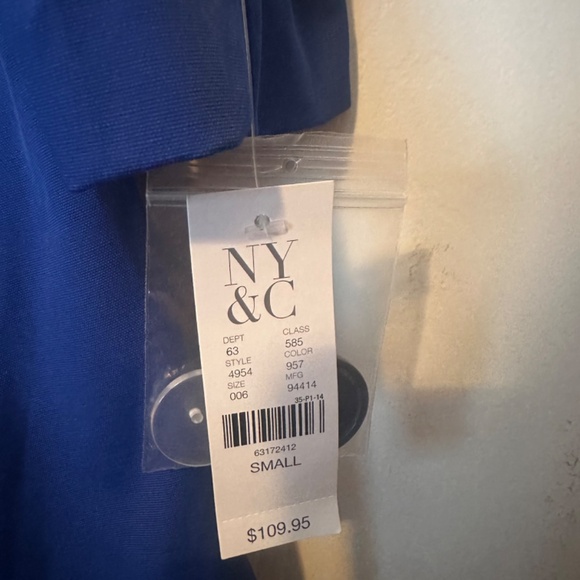 NY
&C
DEPT CLASS
63 585
STYLE COLOR
4954 957
SIZE MFG
006 94414
35-P1-14
63172412
SMALL
$109.95